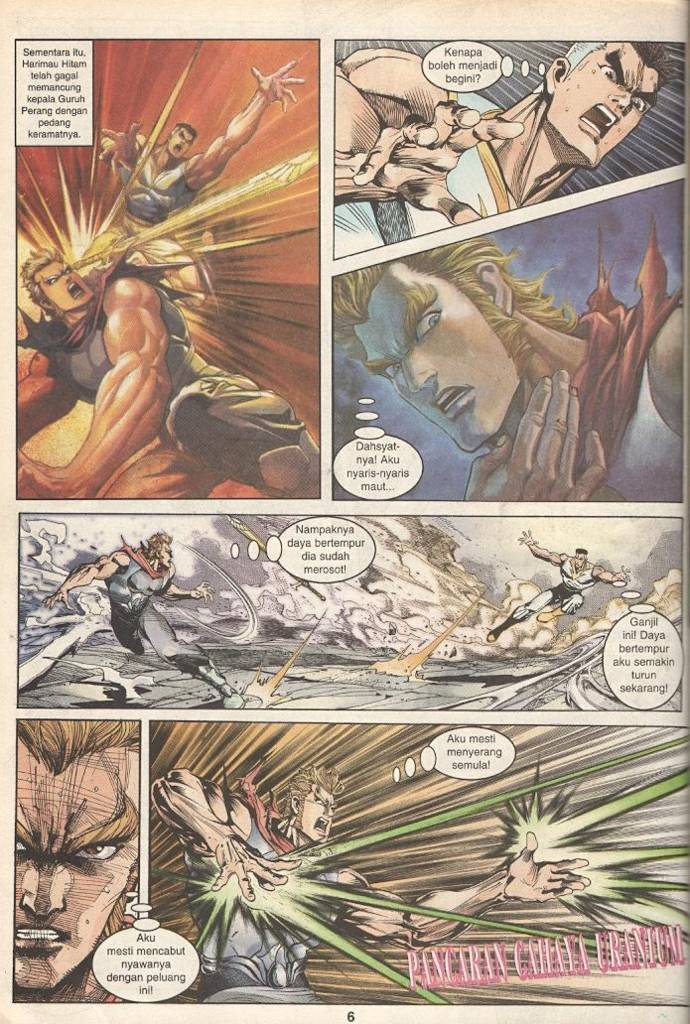 Sementara itu,
Harimau Hitam
telah gagal
memancung
kepala Guruh
Perang dengan
pedang
keramatnya.
Kenapa
boleh menjadi
begini?
Dahsyat-
nya! Aku
nyaris-nyaris
maut...
Nampaknya
daya bertempur
dia sudah
merosot!
Ganjil
ini! Daya
bertempur
aku semakin
turun
sekarang!
Aku
mesti mencabut
nyawanya
dengan peluang
ini!
Aku mesti
menyerang
semula!
PANCARAN CAHAYA URANIUM
6